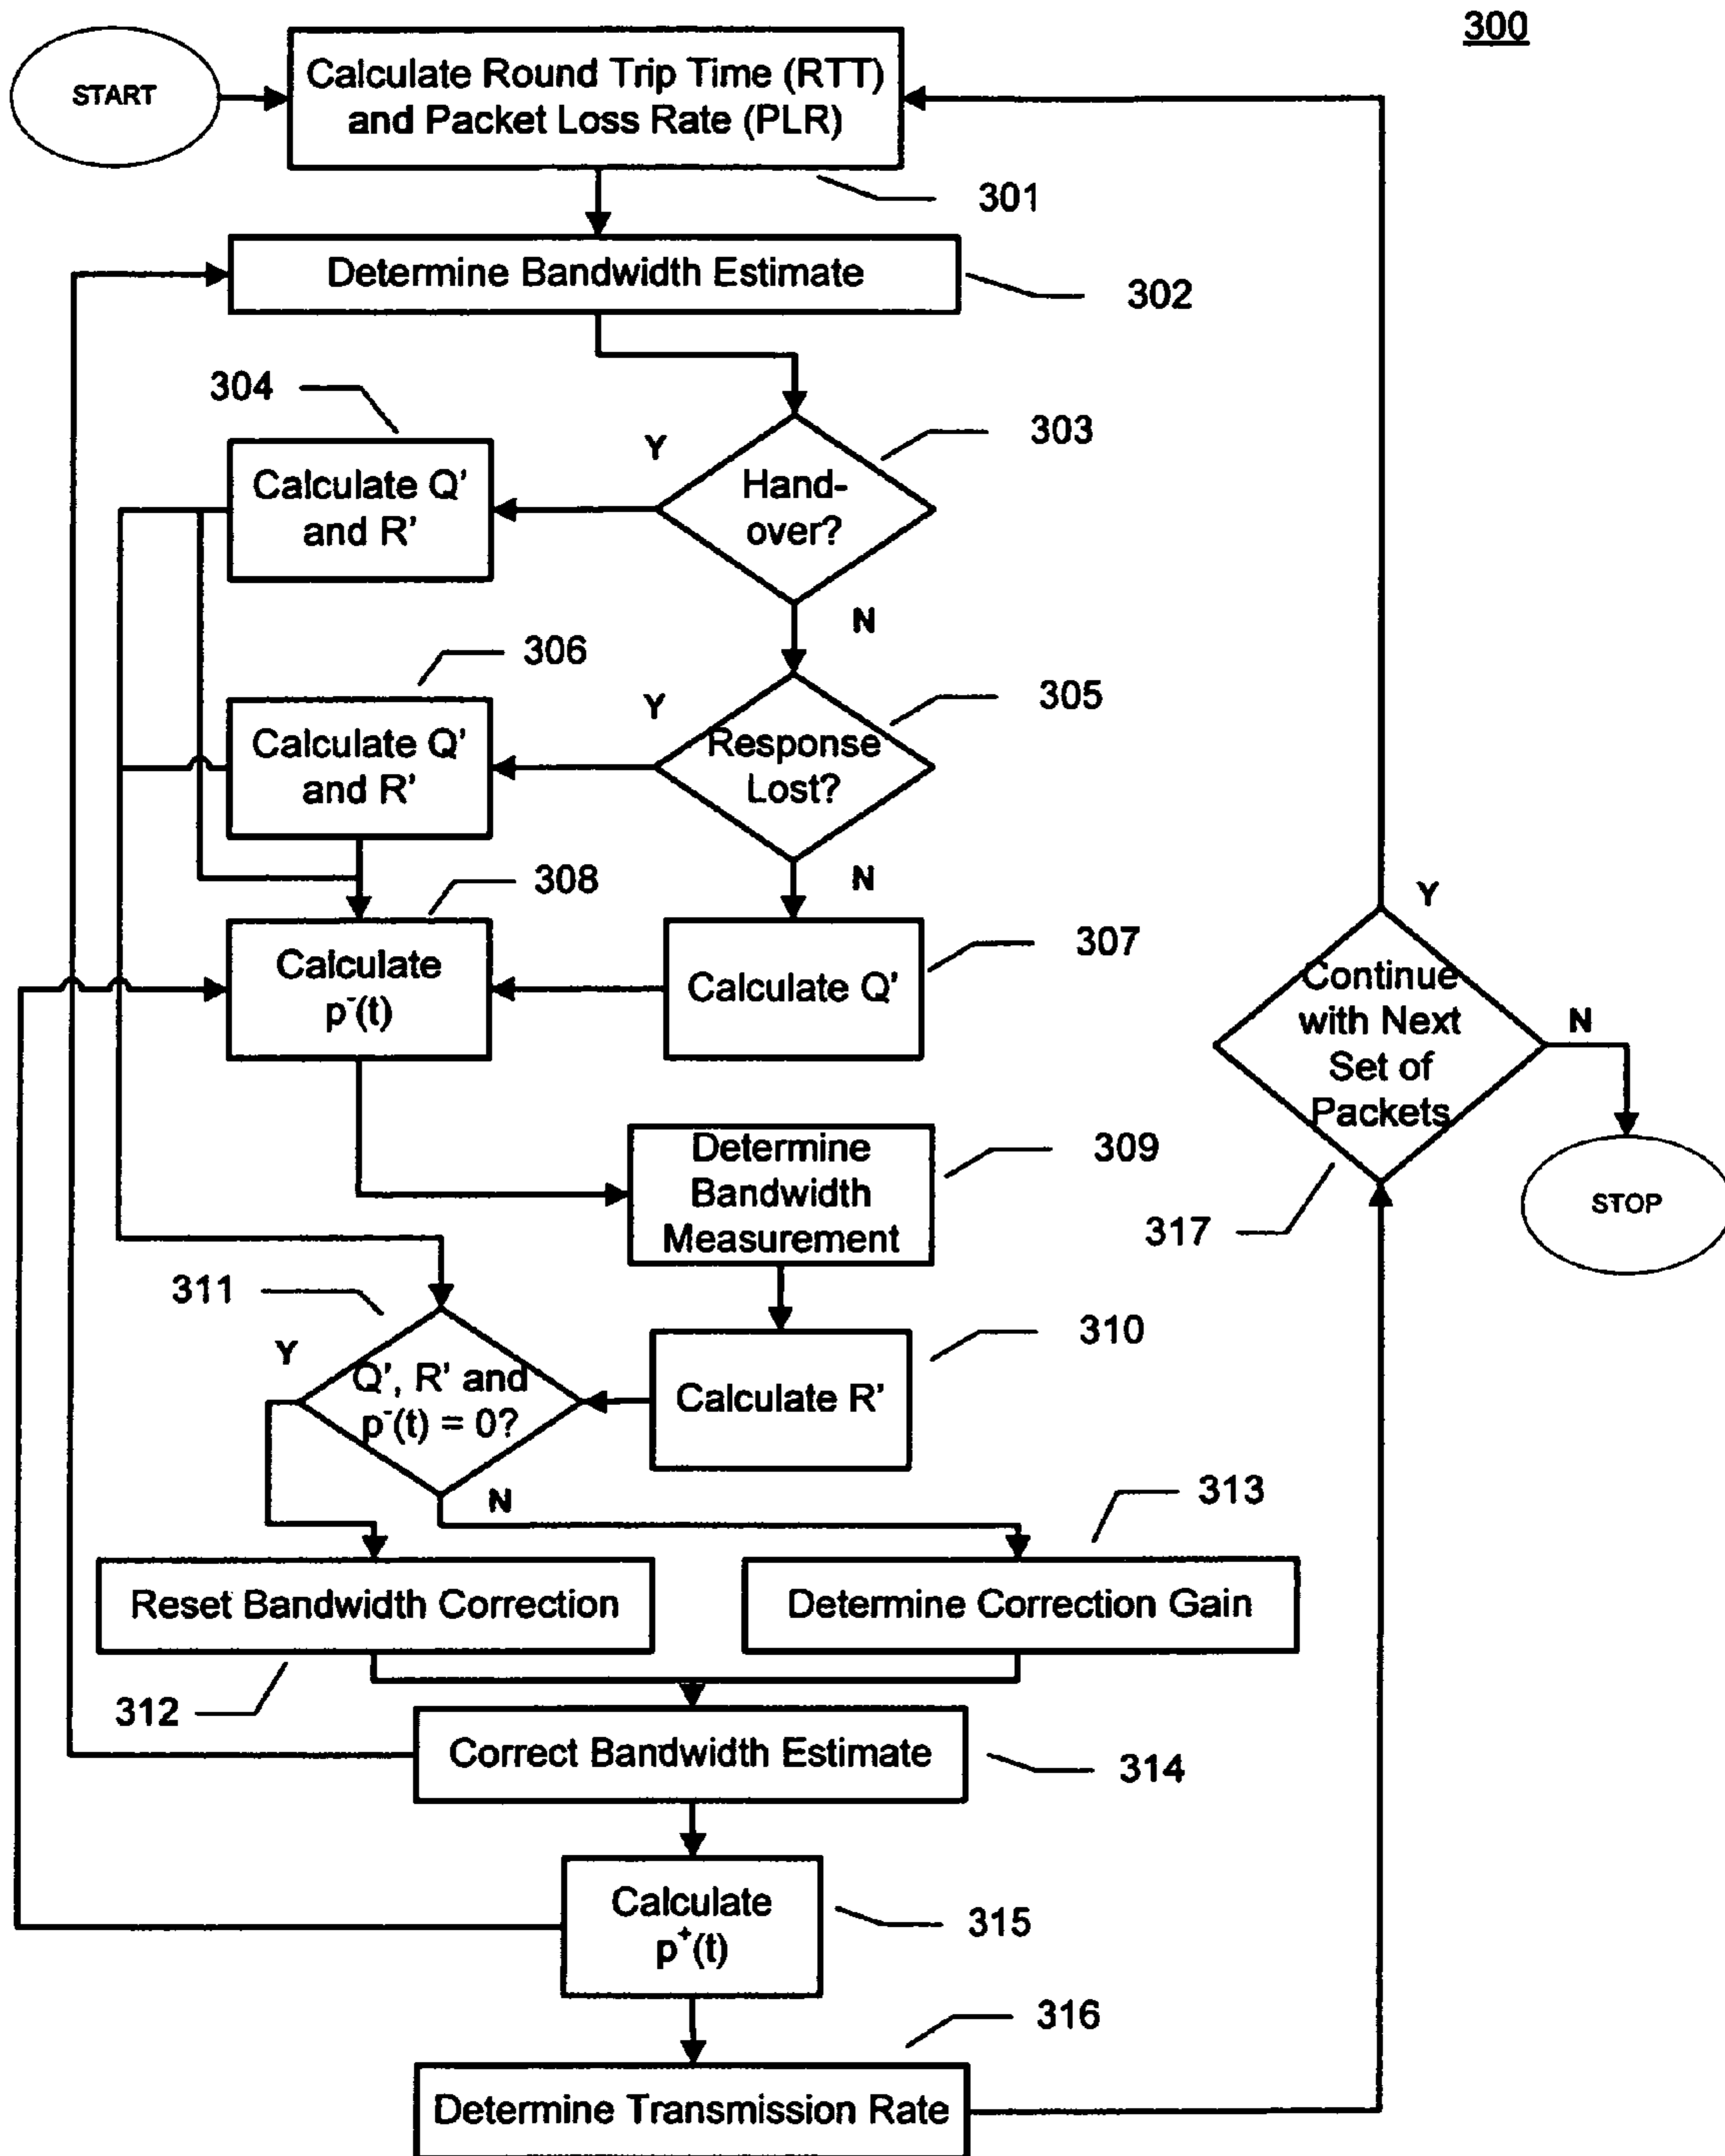 300
START
Calculate Round Trip Time (RTT)
and Packet Loss Rate (PLR)
301
Determine Bandwidth Estimate
302
304
303
Y
Hand-
over?
Calculate Q'
and R'
N
306
305
Y
Response
Lost?
Calculate Q'
and R'
N
308
307
Calculate
p⁻(t)
Calculate Q'
Y
Continue
with Next
Set of
Packets
N
STOP
317
Determine
Bandwidth
Measurement
309
311
310
Y
Q', R' and
p⁻(t) = 0?
Calculate R'
N
313
Reset Bandwidth Correction
Determine Correction Gain
312
Correct Bandwidth Estimate
314
Calculate
p⁺(t)
315
316
Determine Transmission Rate